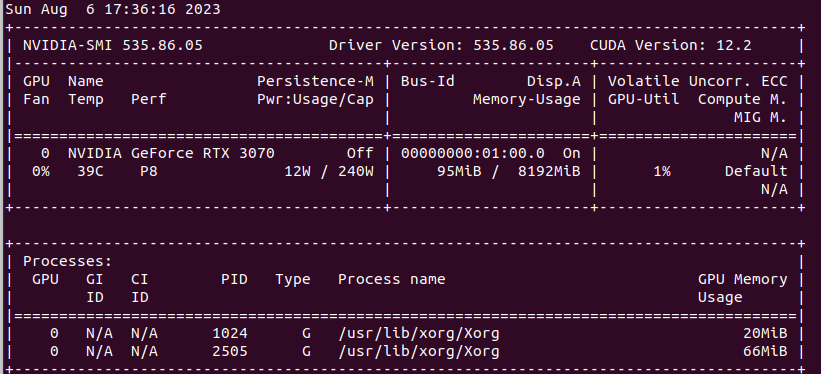 Sun Aug  6 17:36:16 2023
+---------------------------------------------------------------------------------------+
| NVIDIA-SMI 535.86.05              Driver Version: 535.86.05    CUDA Version: 12.2     |
|-----------------------------------------+----------------------+----------------------+
| GPU  Name                 Persistence-M | Bus-Id        Disp.A | Volatile Uncorr. ECC |
| Fan  Temp   Perf          Pwr:Usage/Cap |         Memory-Usage | GPU-Util  Compute M. |
|                                         |                      |               MIG M. |
|=========================================+======================+======================|
|   0  NVIDIA GeForce RTX 3070        Off | 00000000:01:00.0  On |                  N/A |
|  0%   39C    P8              12W / 240W |     95MiB /  8192MiB |      1%      Default |
|                                         |                      |                  N/A |
+-----------------------------------------+----------------------+----------------------+
+---------------------------------------------------------------------------------------+
| Processes:                                                                            |
|  GPU   GI   CI        PID   Type   Process name                            GPU Memory |
|        ID   ID                                                             Usage      |
|=======================================================================================|
|    0   N/A  N/A      1024      G   /usr/lib/xorg/Xorg                           20MiB |
|    0   N/A  N/A      2505      G   /usr/lib/xorg/Xorg                           66MiB |
+---------------------------------------------------------------------------------------+